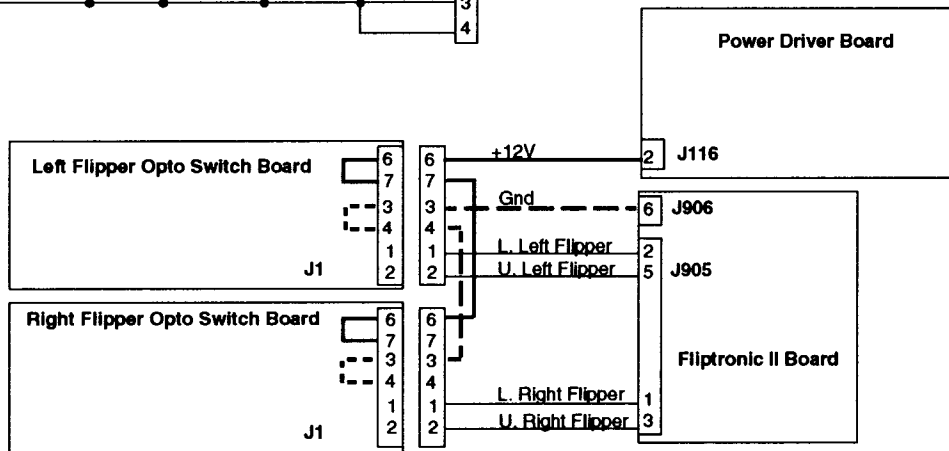 3
4
Power Driver Board
2 J116
Left Flipper Opto Switch Board
6 6 +12V
7 7
3 3 Gnd 6 J906
4 4
1 1 L. Left Flipper 2
J1 2 2 U. Left Flipper 5 J905
Right Flipper Opto Switch Board
6 6
7 7
3 3
4 4
Fliptronic II Board
1 1 L. Right Flipper 1
J1 2 2 U. Right Flipper 3